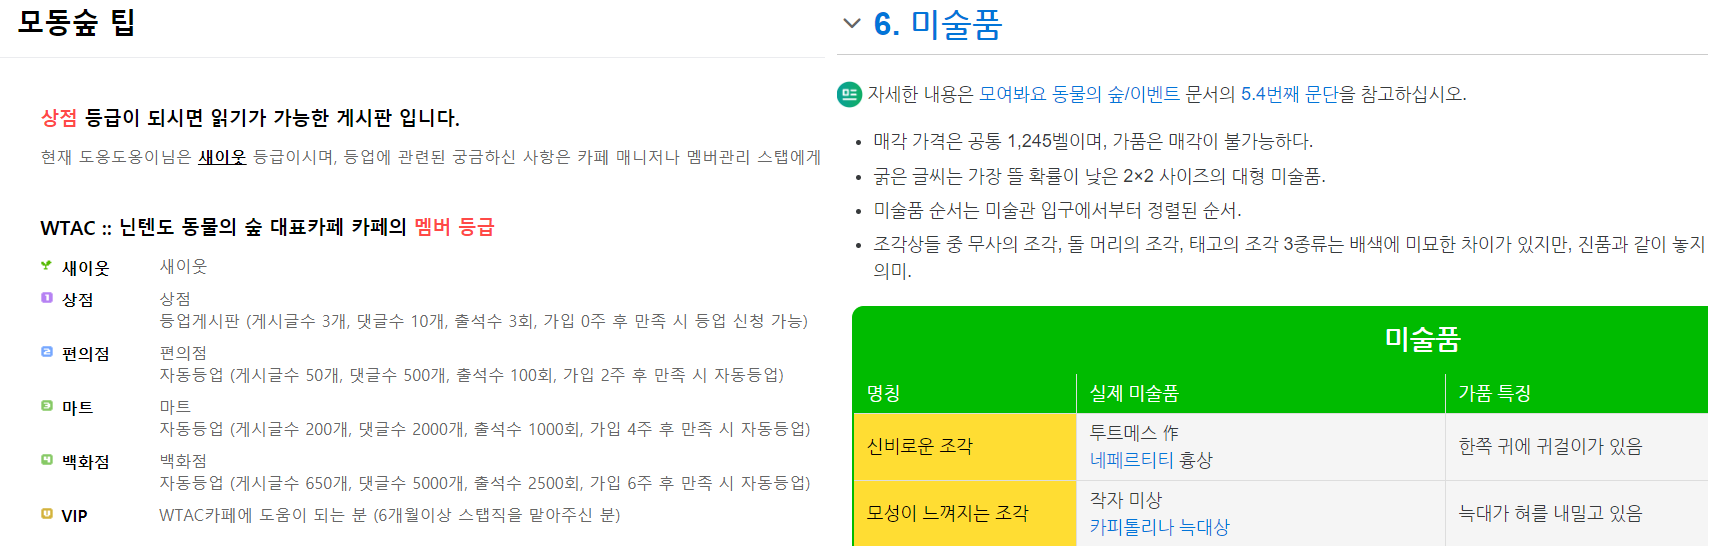 모동숲 팁
상점 등급이 되시면 읽기가 가능한 게시판 입니다.
현재 도옹도옹이님은 새이웃 등급이시며, 등업에 관련된 궁금하신 사항은 카페 매니저나 멤버관리 스탭에게
WTAC :: 닌텐도 동물의 숲 대표카페 카페의 멤버 등급
새이웃 새이웃
1 상점 상점
등업게시판 (게시글수 3개, 댓글수 10개, 출석수 3회, 가입 0주 후 만족 시 등업 신청 가능)
2 편의점 편의점
자동등업 (게시글수 50개, 댓글수 500개, 출석수 100회, 가입 2주 후 만족 시 자동등업)
3 마트 마트
자동등업 (게시글수 200개, 댓글수 2000개, 출석수 1000회, 가입 4주 후 만족 시 자동등업)
4 백화점 백화점
자동등업 (게시글수 650개, 댓글수 5000개, 출석수 2500회, 가입 6주 후 만족 시 자동등업)
VIP WTAC카페에 도움이 되는 분 (6개월이상 스탭직을 맡아주신 분)
6. 미술품
자세한 내용은 모여봐요 동물의 숲/이벤트 문서의 5.4번째 문단을 참고하십시오.
• 매각 가격은 공통 1,245벨이며, 가품은 매각이 불가능하다.
• 굵은 글씨는 가장 뜰 확률이 낮은 2×2 사이즈의 대형 미술품.
• 미술품 순서는 미술관 입구에서부터 정렬된 순서.
• 조각상들 중 무사의 조각, 돌 머리의 조각, 태고의 조각 3종류는 배색에 미묘한 차이가 있지만, 진품과 같이 놓지
의미.
미술품
명칭 실제 미술품 가품 특징
신비로운 조각 투트메스 作
네페르티티 흉상 한쪽 귀에 귀걸이가 있음
모성이 느껴지는 조각 작자 미상
카피톨리나 늑대상 늑대가 혀를 내밀고 있음